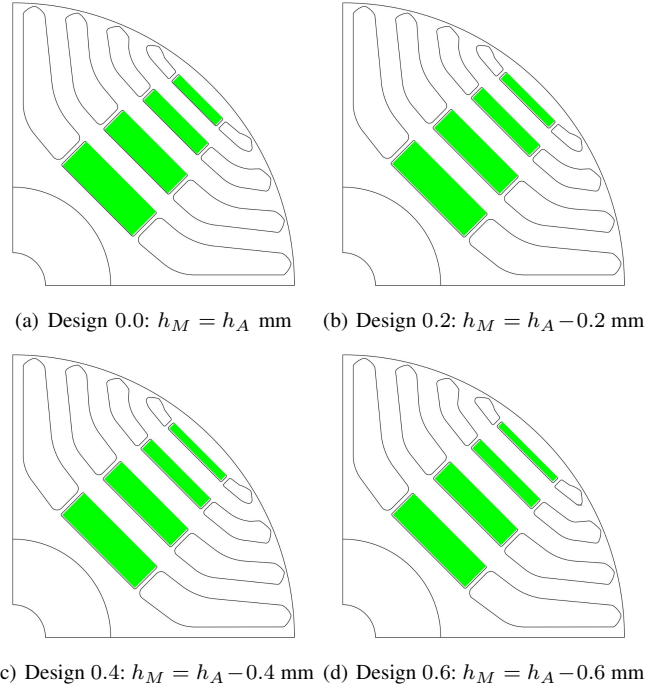 (a) Design 0.0: h_M = h_A mm
(b) Design 0.2: h_M = h_A−0.2 mm
c) Design 0.4: h_M = h_A−0.4 mm
(d) Design 0.6: h_M = h_A−0.6 mm